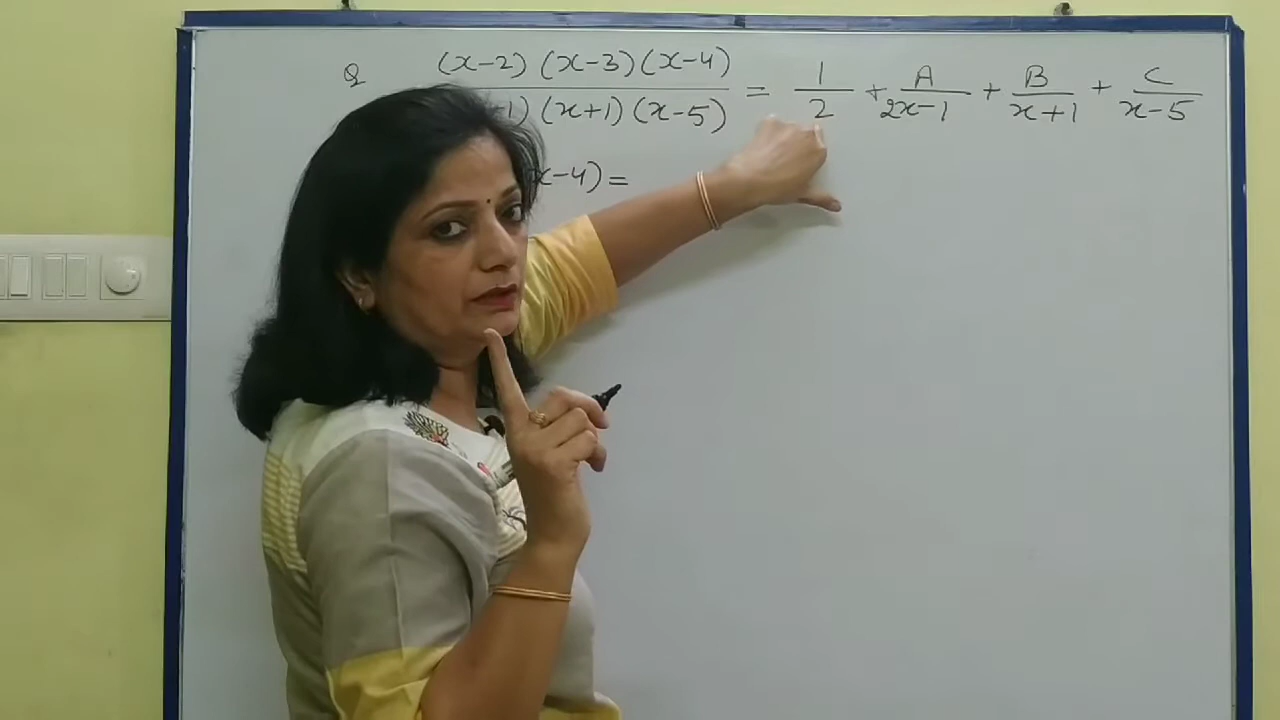 Q (x-2) (x-3) (x-4)
-1) (x+1) (x-5) = 1/2 + A/2x-1 + B/x+1 + C/x-5
x-4) =